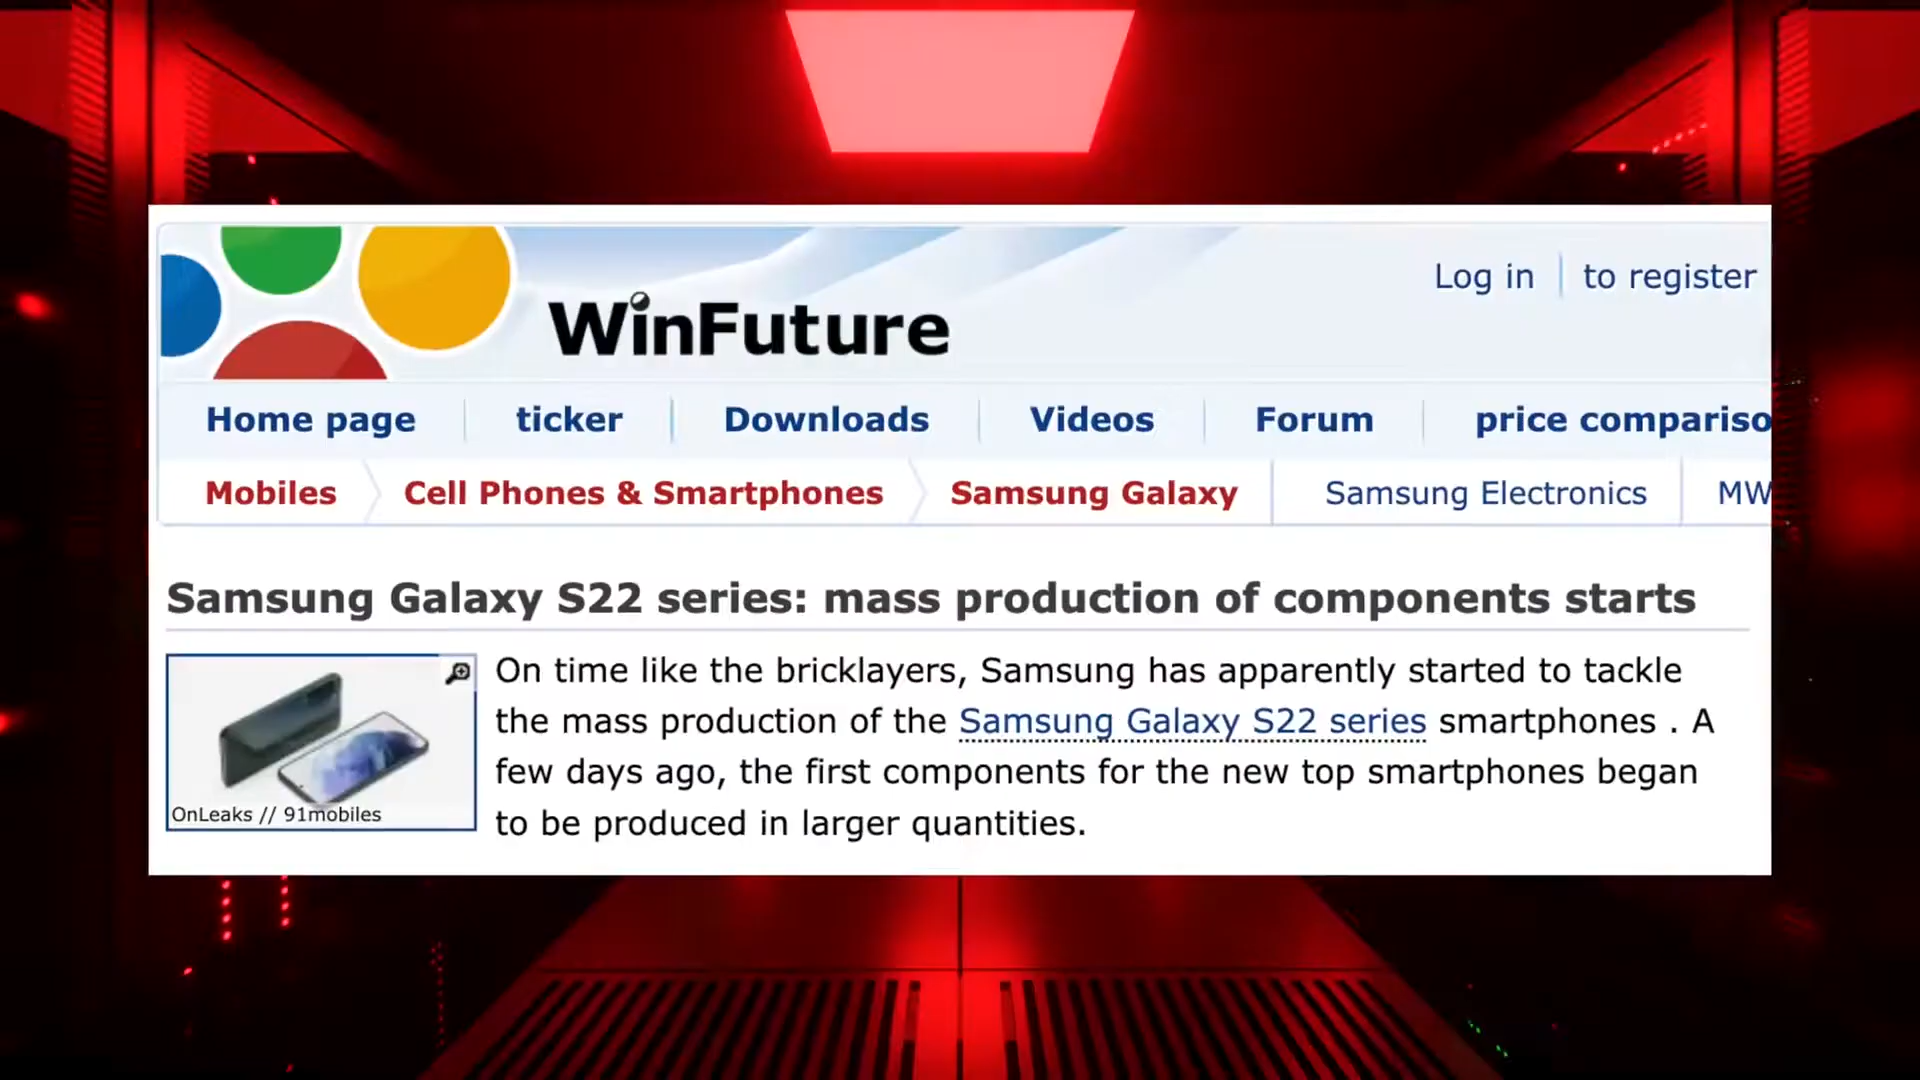 WinFuture
Log in
to register
Home page
ticker
Downloads
Videos
Forum
price compariso
Mobiles
Cell Phones & Smartphones
Samsung Galaxy
Samsung Electronics
MW
Samsung Galaxy S22 series: mass production of components starts
On time like the bricklayers, Samsung has apparently started to tackle
the mass production of the Samsung Galaxy S22 series smartphones . A
few days ago, the first components for the new top smartphones began
to be produced in larger quantities.
OnLeaks // 91mobiles